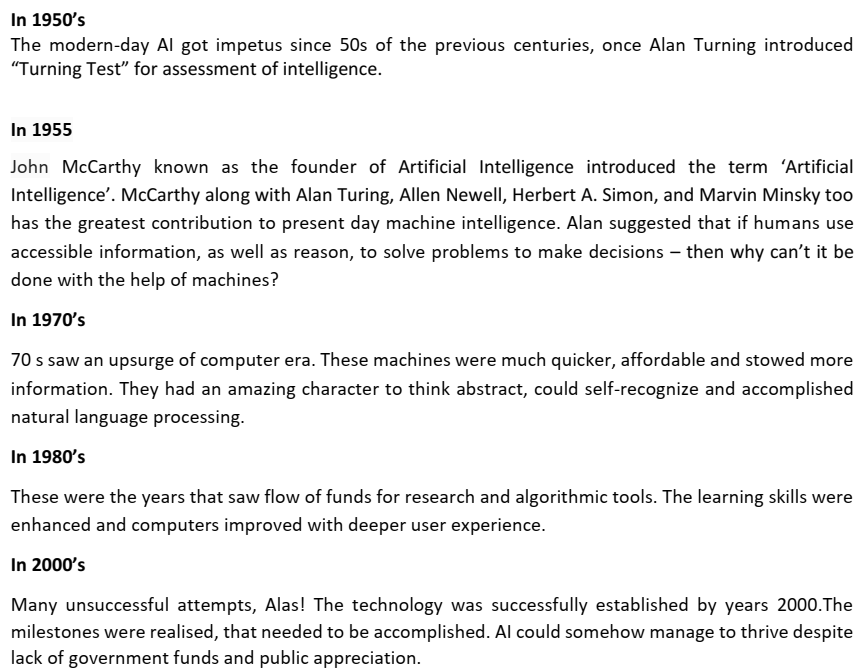 In 1950’s
The modern-day AI got impetus since 50s of the previous centuries, once Alan Turning introduced
“Turning Test” for assessment of intelligence.
In 1955
John McCarthy known as the founder of Artificial Intelligence introduced the term ‘Artificial
Intelligence’. McCarthy along with Alan Turing, Allen Newell, Herbert A. Simon, and Marvin Minsky too
has the greatest contribution to present day machine intelligence. Alan suggested that if humans use
accessible information, as well as reason, to solve problems to make decisions – then why can’t it be
done with the help of machines?
In 1970’s
70 s saw an upsurge of computer era. These machines were much quicker, affordable and stowed more
information. They had an amazing character to think abstract, could self-recognize and accomplished
natural language processing.
In 1980’s
These were the years that saw flow of funds for research and algorithmic tools. The learning skills were
enhanced and computers improved with deeper user experience.
In 2000’s
Many unsuccessful attempts, Alas! The technology was successfully established by years 2000.The
milestones were realised, that needed to be accomplished. AI could somehow manage to thrive despite
lack of government funds and public appreciation.